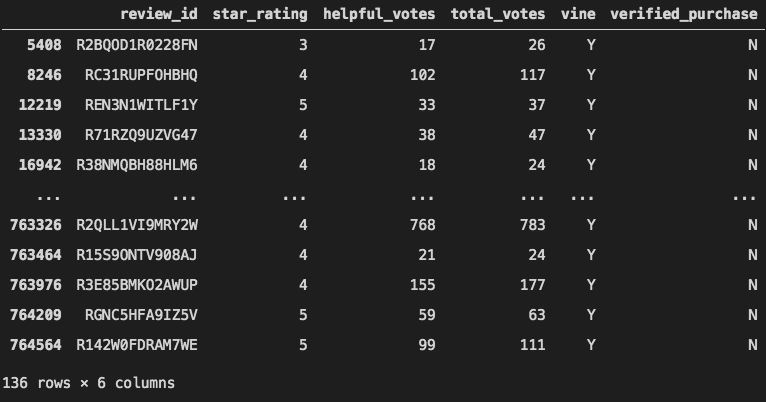 review_id star_rating helpful_votes total_votes vine verified_purchase
5408 R2BQOD1R0228FN 3 17 26 Y N
8246 RC31RUPFOHBHQ 4 102 117 Y N
12219 REN3N1WITLF1Y 5 33 37 Y N
13330 R71RZQ9UZVG47 4 38 47 Y N
16942 R38NMQBH88HLM6 4 18 24 Y N
... ... ... ... ... ... ...
763326 R2QLL1VI9MRY2W 4 768 783 Y N
763464 R15S9ONTV908AJ 4 21 24 Y N
763976 R3E85BMKO2AWUP 4 155 177 Y N
764209 RGNC5HFA9IZ5V 5 59 63 Y N
764564 R142W0FDRAM7WE 5 99 111 Y N
136 rows × 6 columns